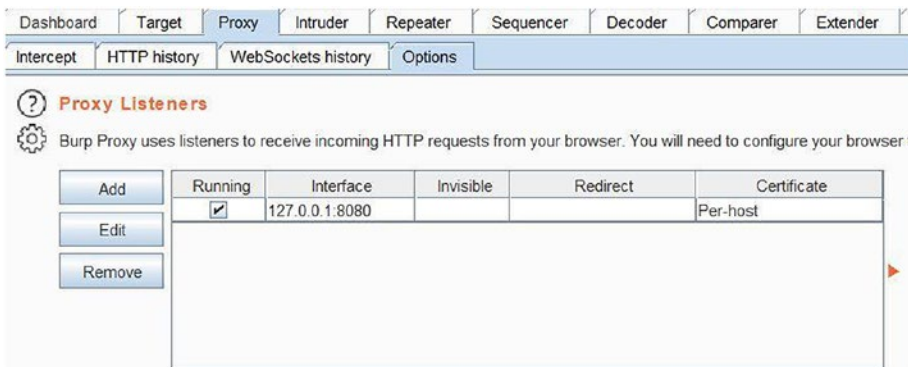 Dashboard Target Proxy Intruder Repeater Sequencer Decoder Comparer Extender
Intercept HTTP history WebSockets history Options
? Proxy Listeners
Burp Proxy uses listeners to receive incoming HTTP requests from your browser. You will need to configure your browser
Add Running Interface Invisible Redirect Certificate
127.0.0.1:8080 Per-host
Edit
Remove